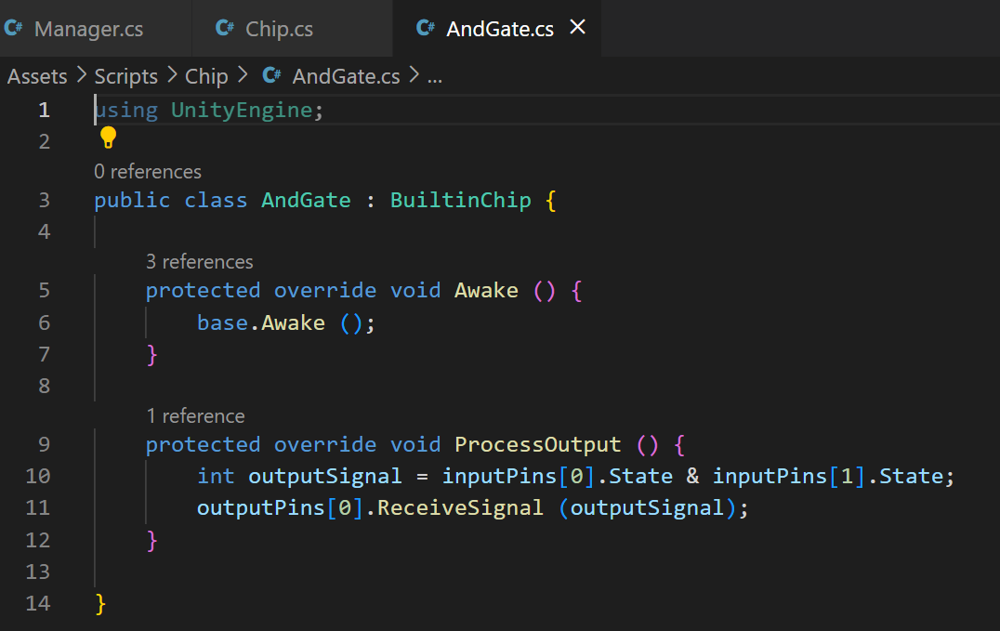 C# Manager.cs C# Chip.cs C# AndGate.cs ×
Assets > Scripts > Chip > C# AndGate.cs > ...
1 using UnityEngine;
2
0 references
3 public class AndGate : BuiltinChip {
4
3 references
5 protected override void Awake () {
6 base.Awake ();
7 }
8
1 reference
9 protected override void ProcessOutput () {
10 int outputSignal = inputPins[0].State & inputPins[1].State;
11 outputPins[0].ReceiveSignal (outputSignal);
12 }
13
14 }